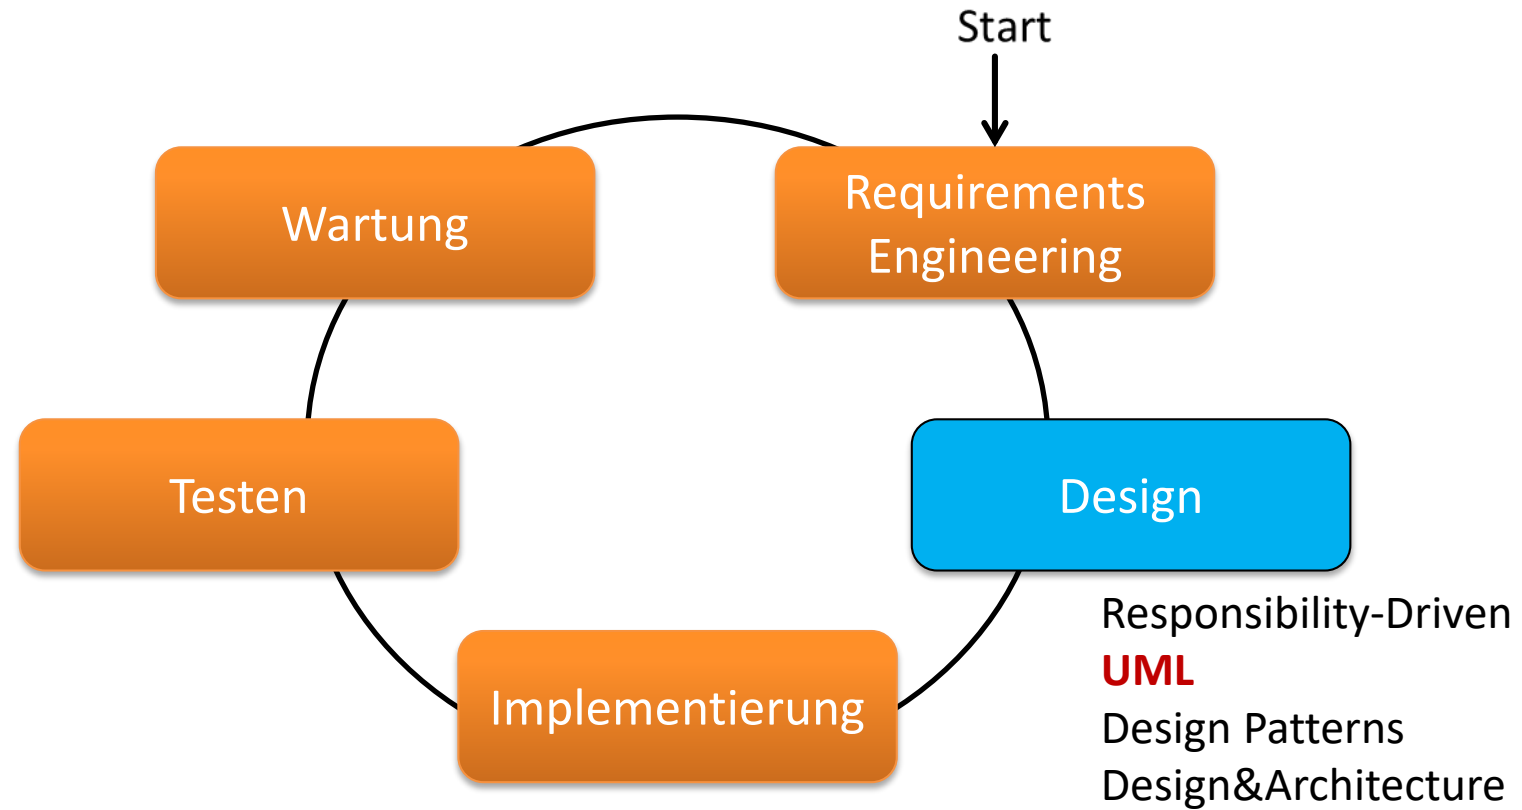 Start
Requirements
Engineering
Wartung
Design
Testen
Implementierung
Responsibility-Driven
UML
Design Patterns
Design&Architecture